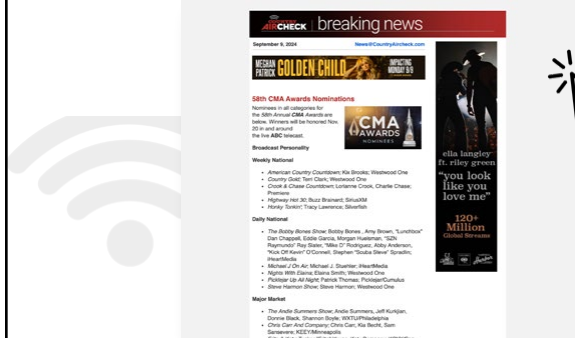 AIRCHECK | breaking news
September 9, 2024 News@CountryAircheck.com
MEGHAN PATRICK GOLDEN CHILD IMPACTING MONDAY 9/9
58th CMA Awards Nominations
Nominees in all categories for
the 58th Annual CMA Awards are
below. Winners will be honored Nov.
20 in and around
the live ABC telecast.
CMA
AWARDS
NOMINEES
Broadcast Personality
Weekly National
• American Country Countdown; Kix Brooks; Westwood One
• Country Gold; Terri Clark; Westwood One
• Crook & Chase Countdown; Lorianne Crook, Charlie Chase;
Premiere
• Highway Hot 30; Buzz Brainard; SiriusXM
• Honky Tonkin'; Tracy Lawrence; Silverfish
Daily National
• The Bobby Bones Show; Bobby Bones, Amy Brown, "Lunchbox"
Dan Chappell, Eddie Garcia, Morgan Huelsman, "SZN
Raymundo" Ray Slater, "Mike D" Rodriguez, Abby Anderson,
"Kick Off Kevin" O'Connell, Stephen "Scuba Steve" Spradlin;
iHeartMedia
• Michael J On Air; Michael J. Stuehler; iHeartMedia
• Nights With Elaina; Elaina Smith; Westwood One
• PickleJar Up All Night; Patrick Thomas; PickleJar/Cumulus
• Steve Harmon Show; Steve Harmon; Westwood One
Major Market
• The Andie Summers Show; Andie Summers, Jeff Kurkjian,
Donnie Black, Shannon Boyle; WXTU/Philadelphia
• Chris Carr And Company; Chris Carr, Kia Becht, Sam
Sansevere; KEEY/Minneapolis
ella langley
ft. riley green
"you look
like you
love me"
120+
Million
Global Streams